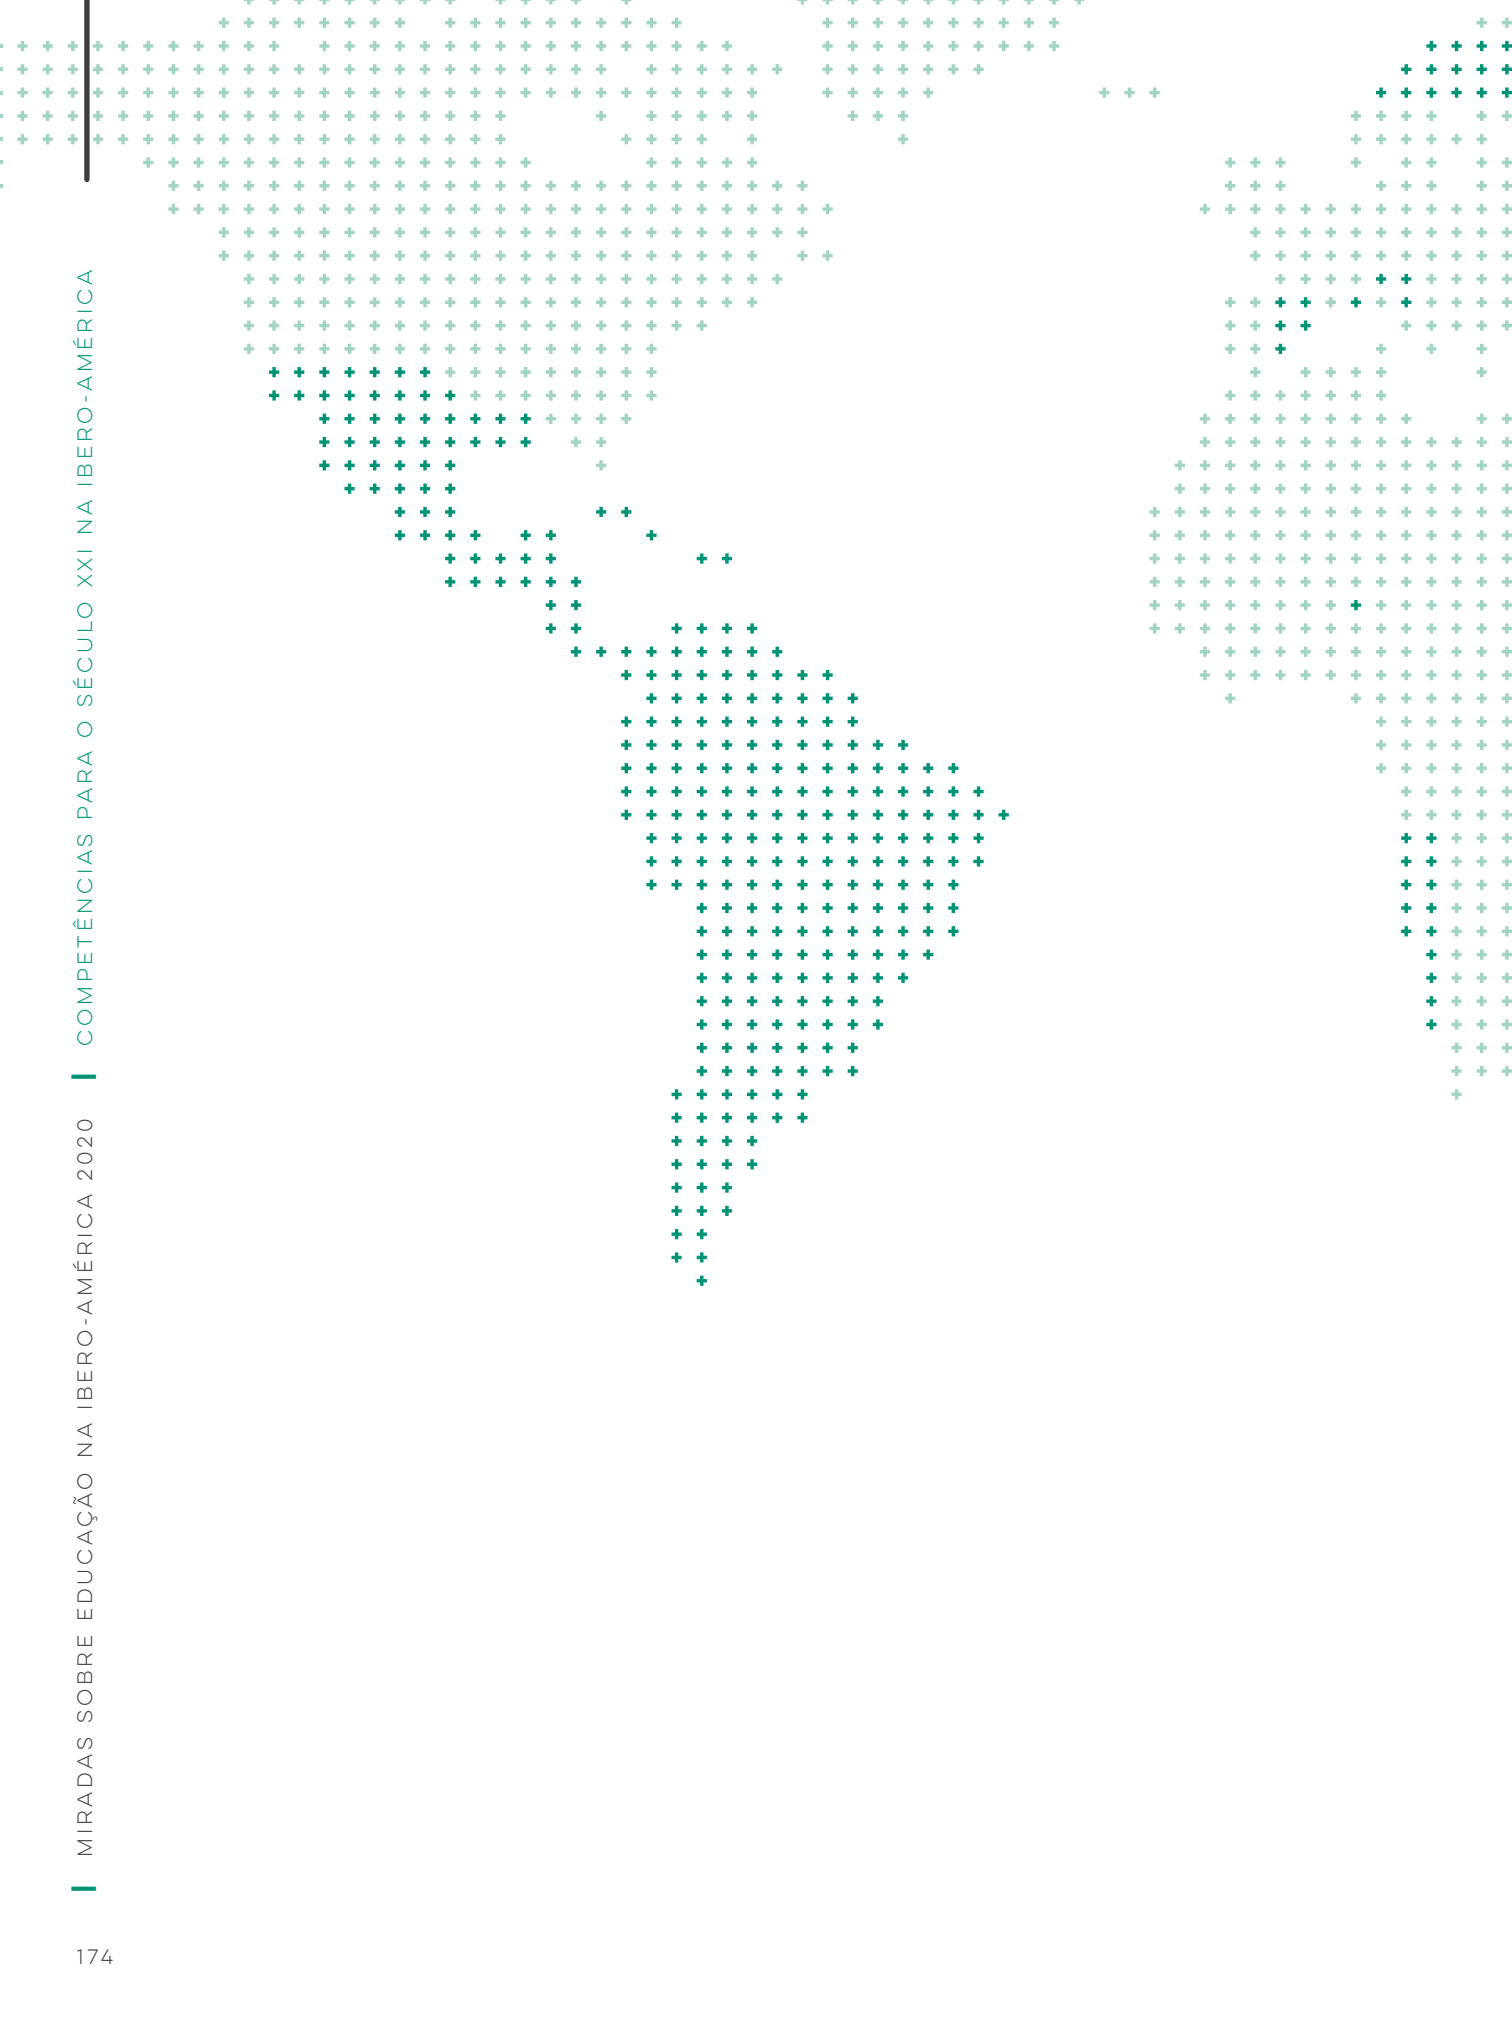 MIRADAS SOBRE EDUCAÇÃO NA IBERO-AMÉRICA 2020 | COMPETÊNCIAS PARA O SÉCULO XXI NA IBERO-AMÉRICA
174